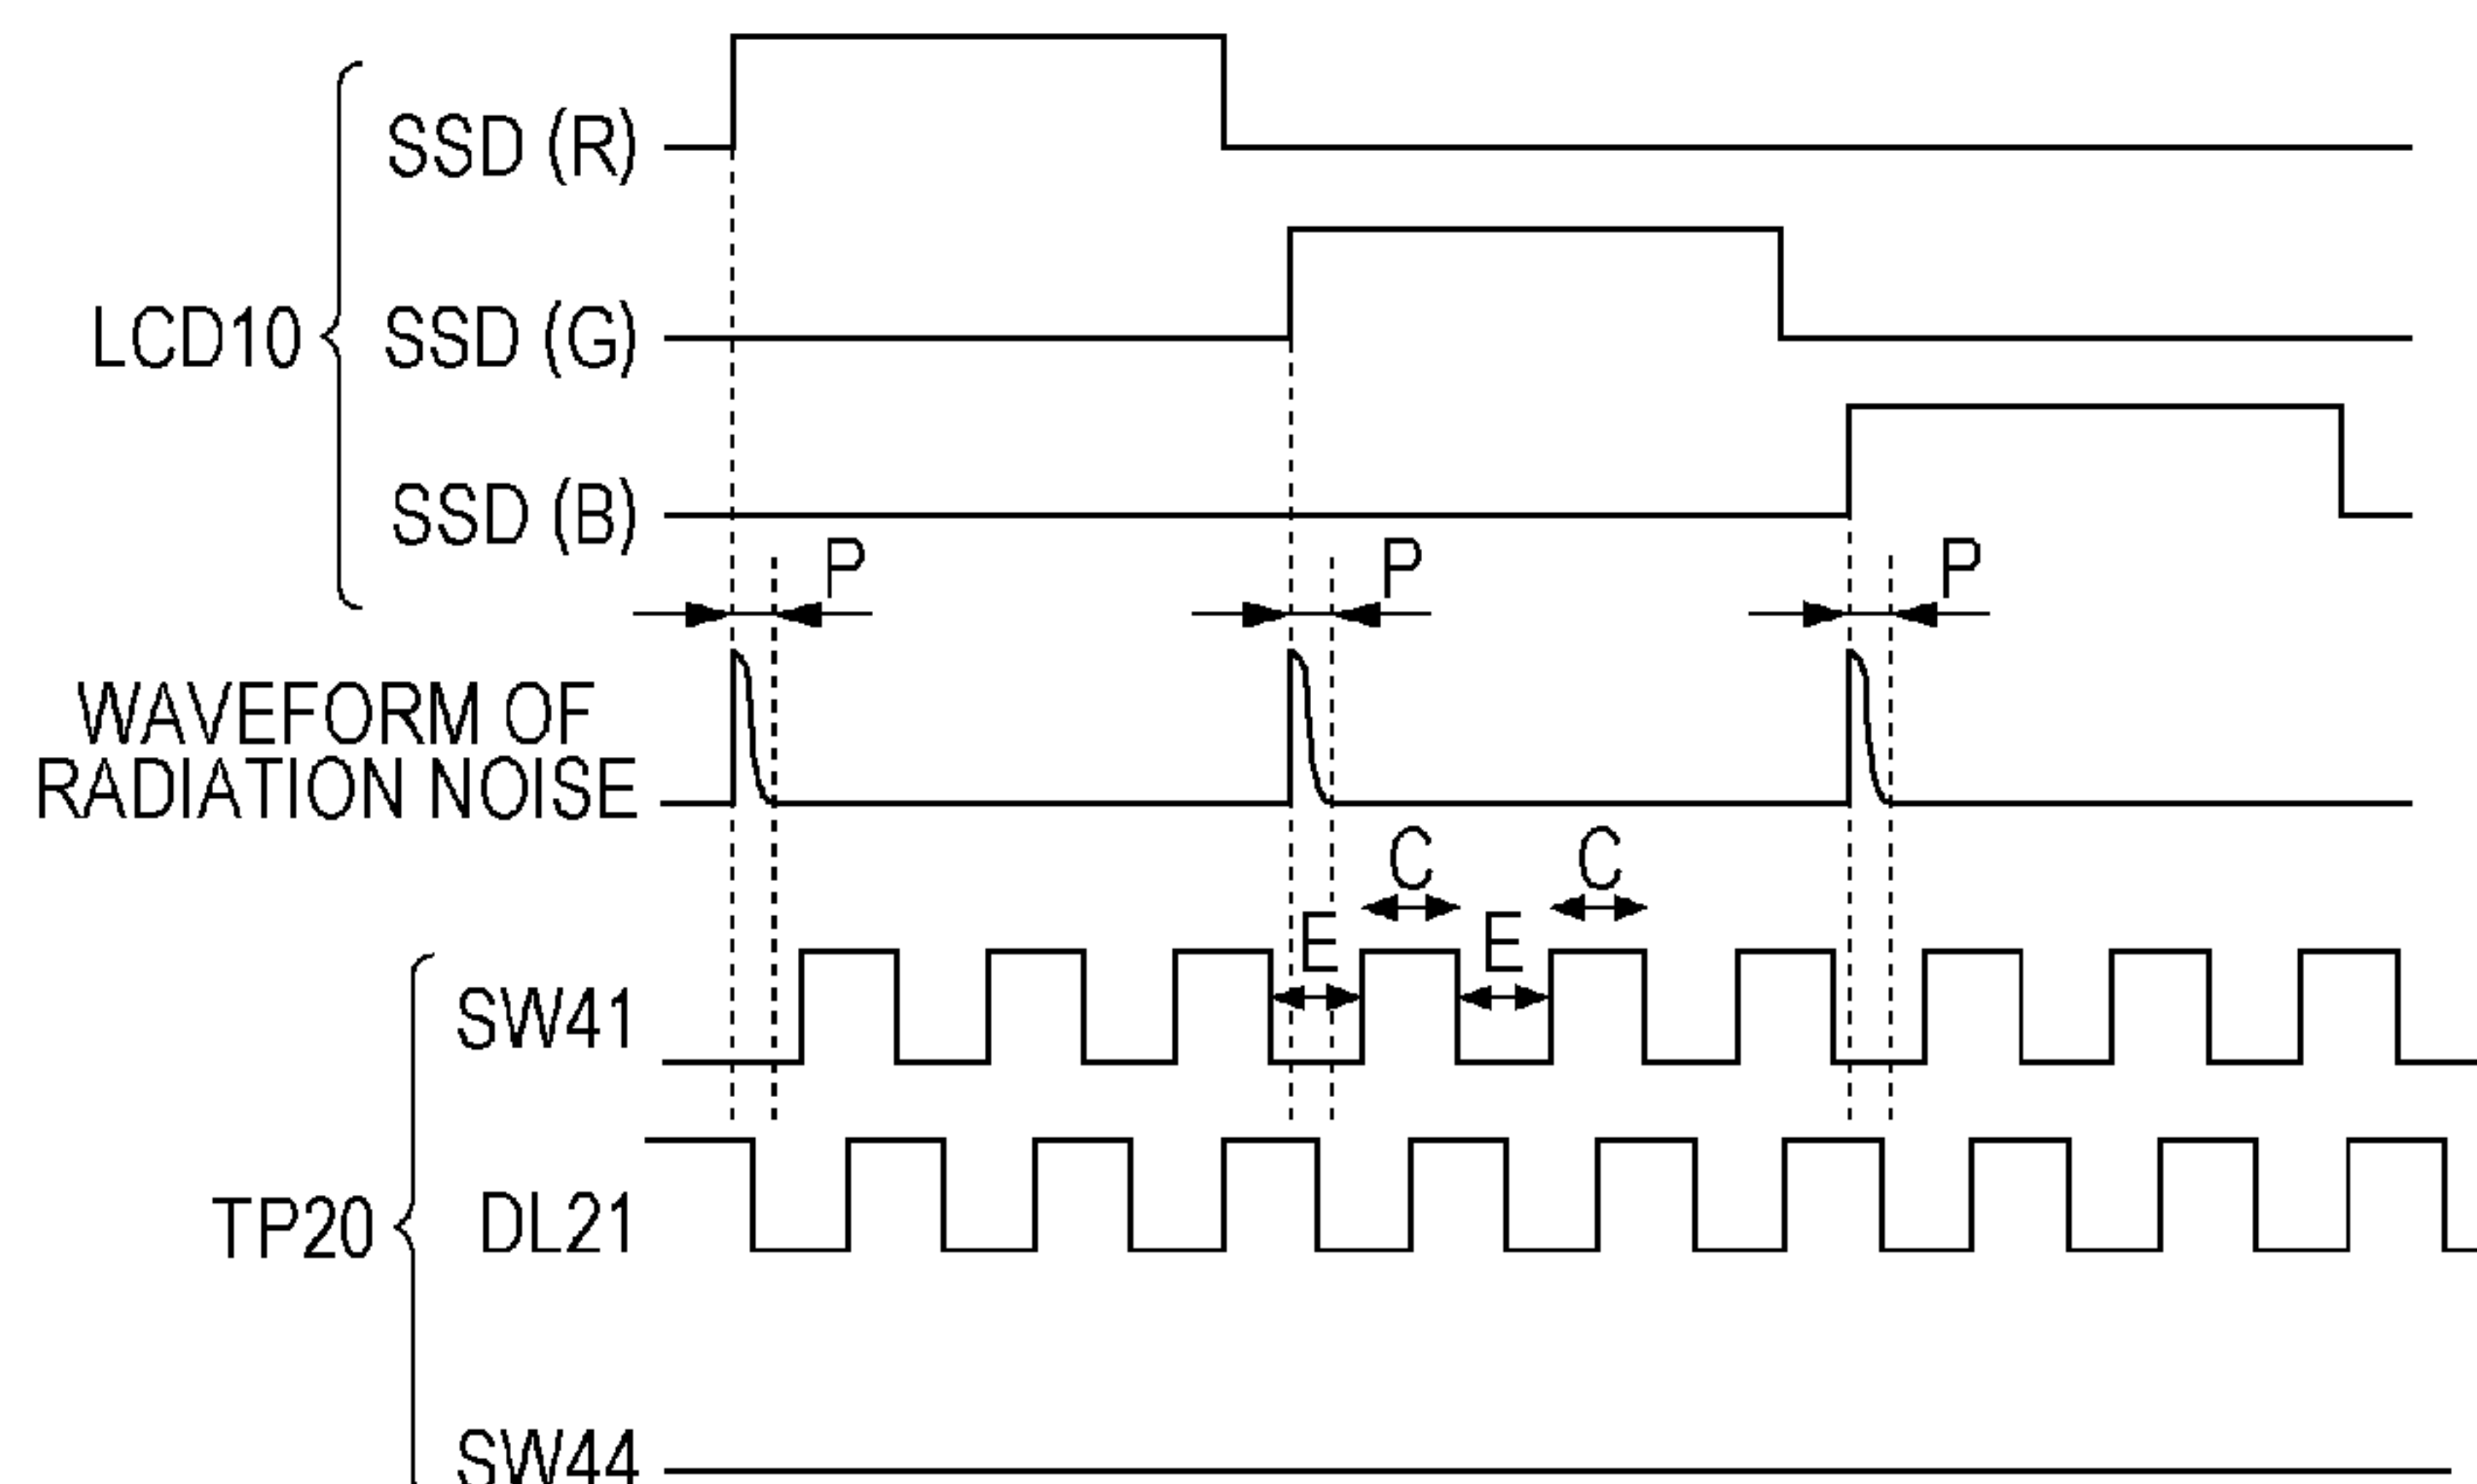 SSD (R)
LCD10
SSD (G)
SSD (B)
P
P
P
WAVEFORM OF
RADIATION NOISE
C
C
E
E
SW41
TP20
DL21
SW44